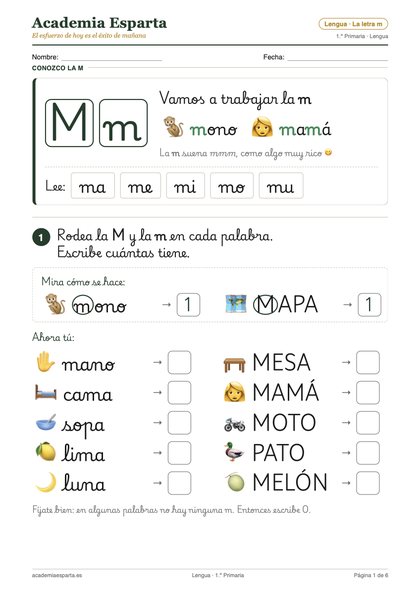 Academia Esparta
El esfuerzo de hoy es el éxito de mañana
Lengua · La letra m
1.º Primaria · Lengua
Nombre:
Fecha:
CONOZCO LA M
M m
Vamos a trabajar la m
mono
mamá
La m suena mmm, como algo muy rico
Lee: ma me mi mo mu
1 Rodea la M y la m en cada palabra.
Escribe cuántas tiene.
Mira cómo se hace:
mono → 1
MAPA → 1
Ahora tú:
mano →
MESA →
cama →
MAMÁ →
sopa →
MOTO →
lima →
PATO →
luna →
MELÓN →
Fíjate bien: en algunas palabras no hay ninguna m. Entonces escribe 0.
academiaesparta.es
Lengua · 1.º Primaria
Página 1 de 6